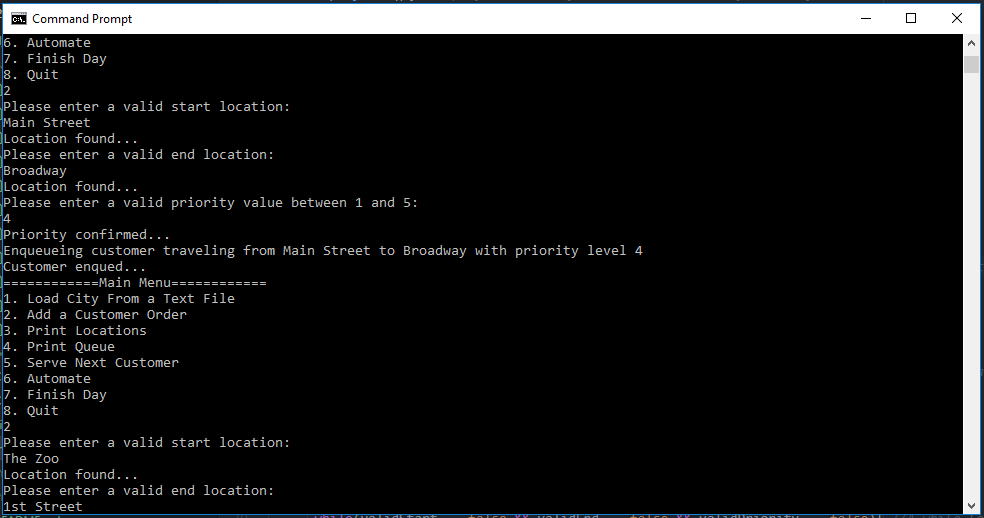 Command Prompt
6. Automate
7. Finish Day
8. Quit
2
Please enter a valid start location:
Main Street
Location found...
Please enter a valid end location:
Broadway
Location found...
Please enter a valid priority value between 1 and 5:
4
Priority confirmed...
Enqueueing customer traveling from Main Street to Broadway with priority level 4
Customer enqued...
============Main Menu============
1. Load City From a Text File
2. Add a Customer Order
3. Print Locations
4. Print Queue
5. Serve Next Customer
6. Automate
7. Finish Day
8. Quit
2
Please enter a valid start location:
The Zoo
Location found...
Please enter a valid end location:
1st Street